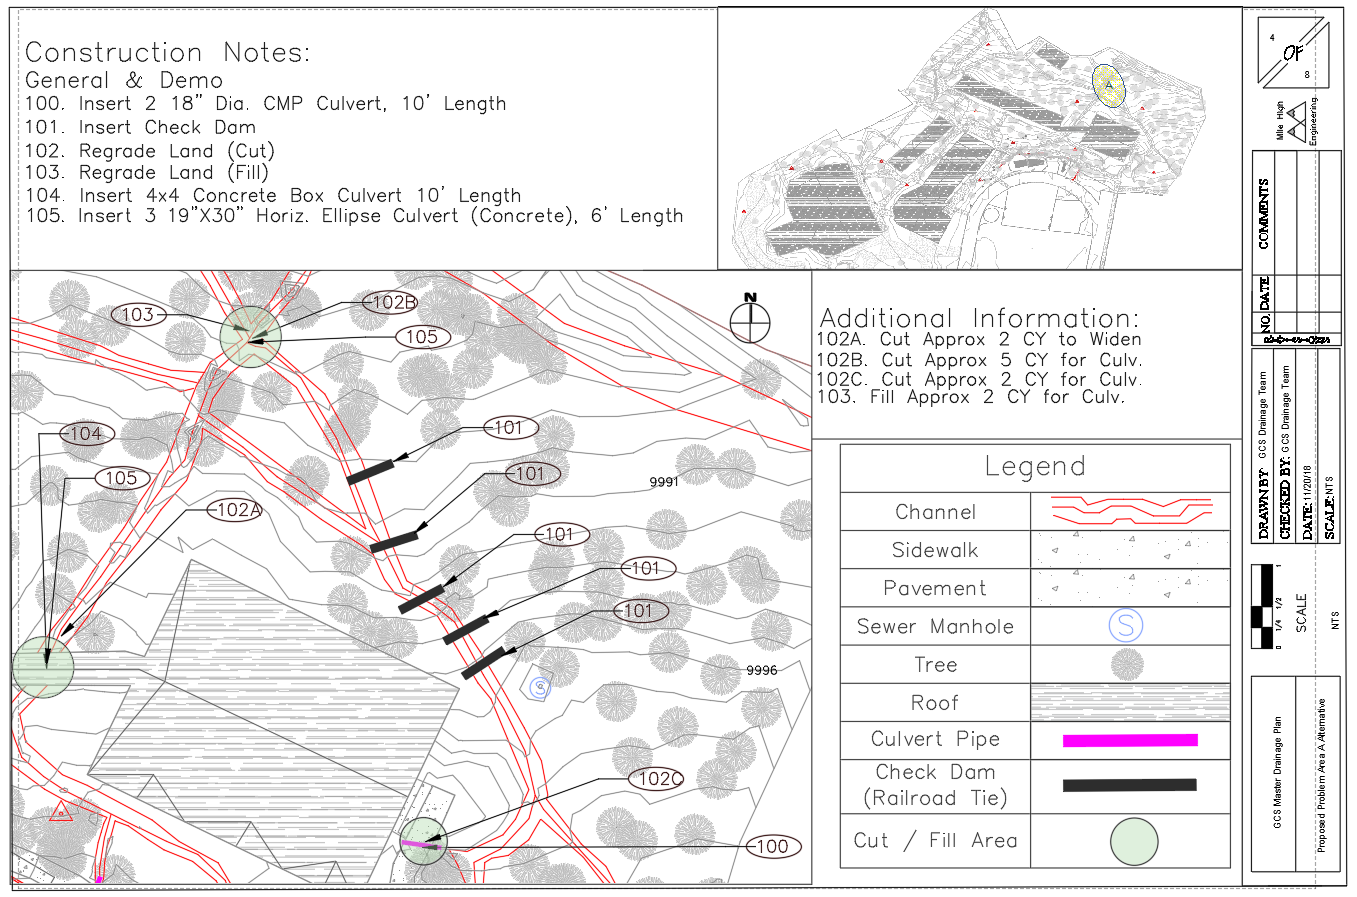 Construction Notes:
General & Demo
100. Insert 2 18" Dia. CMP Culvert, 10' Length
101. Insert Check Dam
102. Regrade Land (Cut)
103. Regrade Land (Fill)
104. Insert 4x4 Concrete Box Culvert 10' Length
105. Insert 3 19"X30" Horiz. Ellipse Culvert (Concrete), 6' Length
A
103
102B
105
104
105
102A
101
101
101
101
101
9991
9996
S
102C
100
N
Additional Information:
102A. Cut Approx 2 CY to Widen
102B. Cut Approx 5 CY for Culv.
102C. Cut Approx 2 CY for Culv.
103. Fill Approx 2 CY for Culv.
Legend
Channel
Sidewalk
Pavement
Sewer Manhole
S
Tree
Roof
Culvert Pipe
Check Dam
(Railroad Tie)
Cut / Fill Area
4
OF
8
Mile High
Engineering
NO. DATE COMMENTS
DRAWN BY: GCS Drainage Team
CHECKED BY: GCS Drainage Team
DATE: 11/20/18
SCALE: NTS
0 1/4 1/2 1
SCALE
NTS
GCS Master Drainage Plan
Proposed Problem Area A Alternative